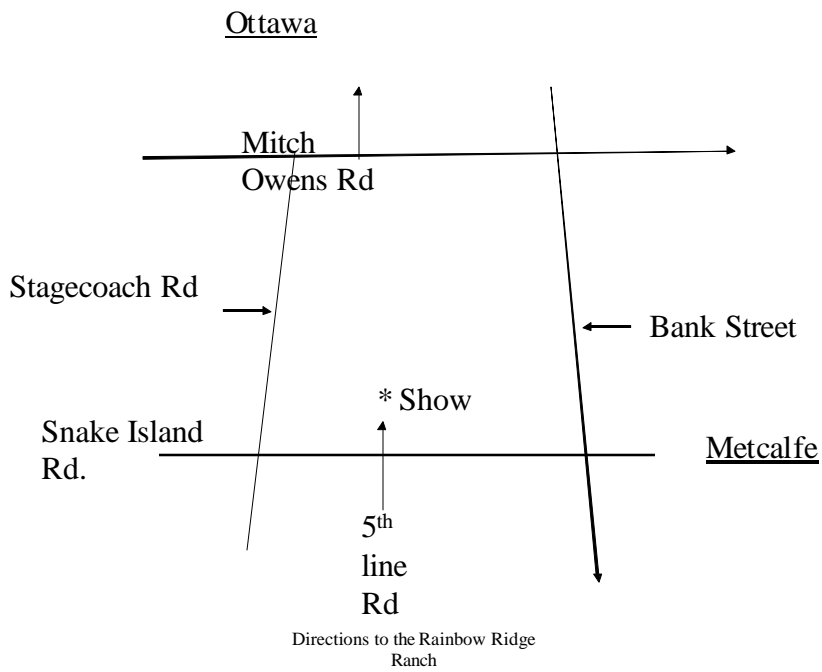 Ottawa
Mitch
Owens Rd
Stagecoach Rd
Bank Street
* Show
Snake Island
Rd.
Metcalfe
5th
line
Rd
Directions to the Rainbow Ridge
Ranch